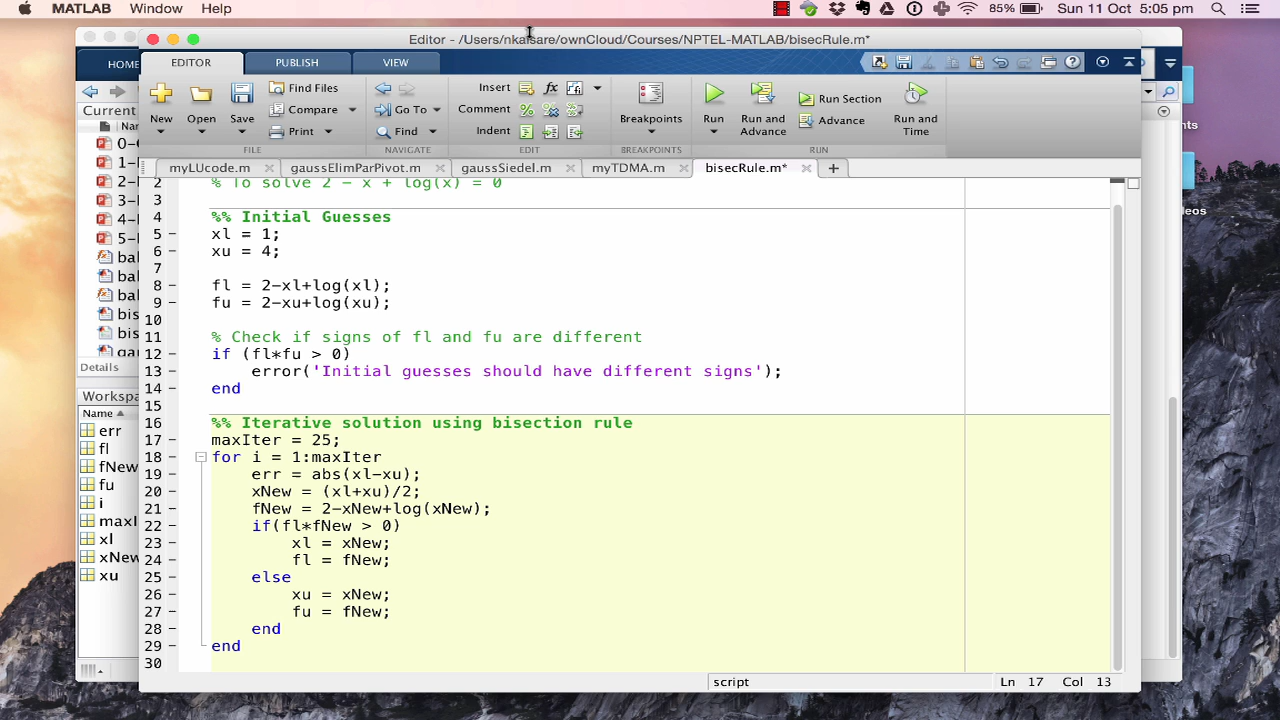 MATLAB Window Help 85% Sun 11 Oct 5:05 pm
Editor - /Users/nkaisare/ownCloud/Courses/NPTEL-MATLAB/bisecRule.m*
HOME EDITOR PUBLISH VIEW
New Open Save Find Files Compare Print Go To Find Insert Comment Indent fx Breakpoints Run Run and Advance Run Section Advance Run and Time
FILE NAVIGATE EDIT BREAKPOINTS RUN
myLUcode.m gaussElimParPivot.m gaussSiedel.m myTDMA.m bisecRule.m* +
2 % To solve 2 - x + log(x) = 0
3
4 %% Initial Guesses
5 - xl = 1;
6 - xu = 4;
7
8 - fl = 2-xl+log(xl);
9 - fu = 2-xu+log(xu);
10
11 % Check if signs of fl and fu are different
12 - if (fl*fu > 0)
13 - error('Initial guesses should have different signs');
14 - end
15
16 %% Iterative solution using bisection rule
17 - maxIter = 25;
18 - for i = 1:maxIter
19 - err = abs(xl-xu);
20 - xNew = (xl+xu)/2;
21 - fNew = 2-xNew+log(xNew);
22 - if(fl*fNew > 0)
23 - xl = xNew;
24 - fl = fNew;
25 - else
26 - xu = xNew;
27 - fu = fNew;
28 - end
29 - end
30
script Ln 17 Col 13
Current
Details
Workspa
Name
err
fl
fNew
fu
i
maxI
xl
xNew
xu